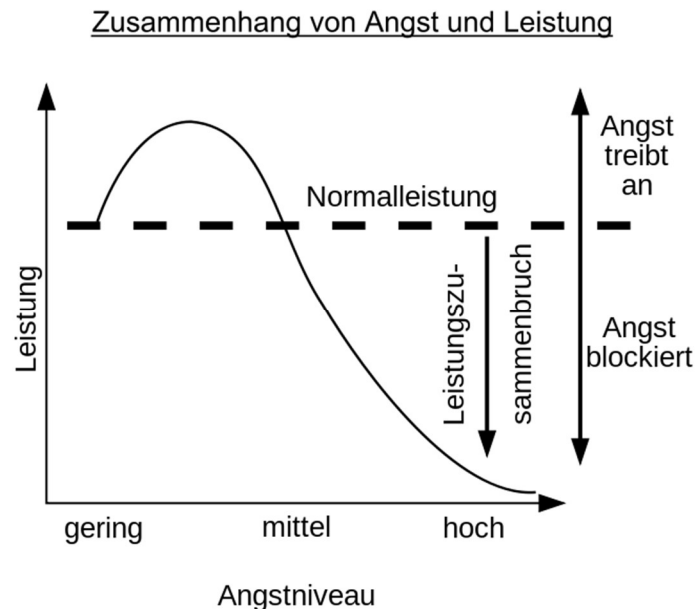 Zusammenhang von Angst und Leistung
Angst
treibt
an
Normalleistung
Leistung
Leistungszu-
sammenbruch
Angst
blockiert
gering
mittel
hoch
Angstniveau